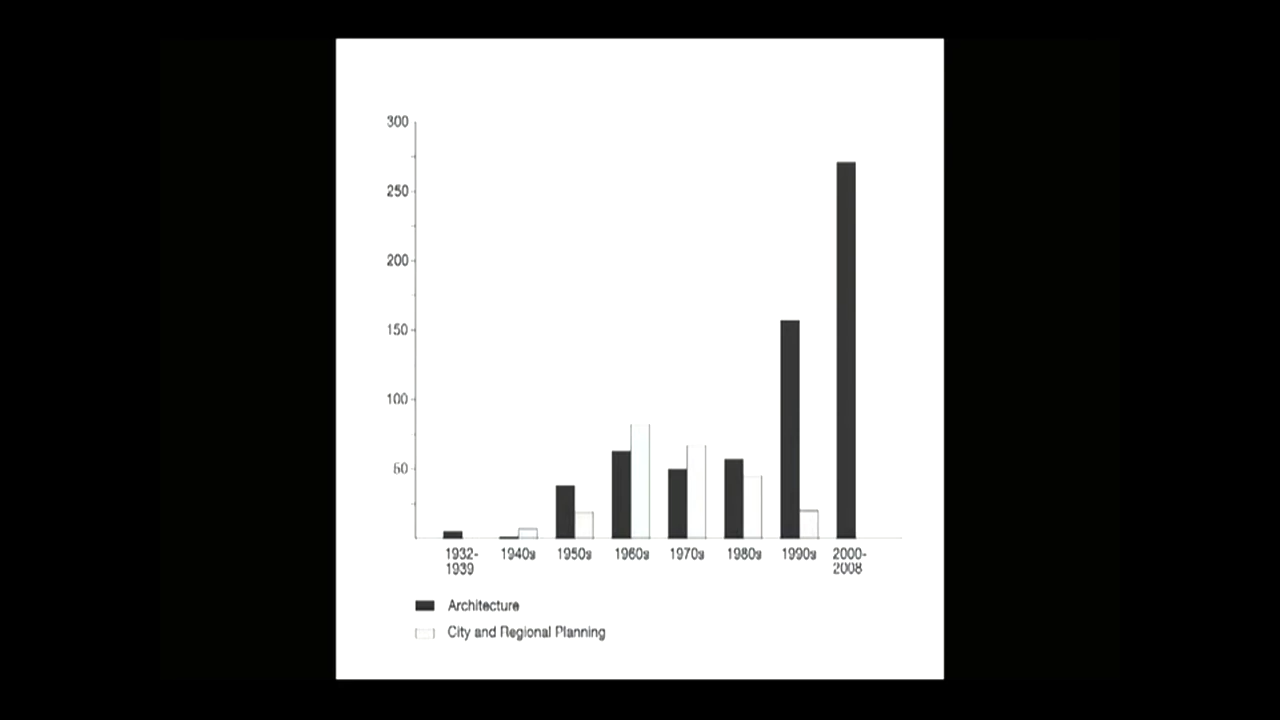 300
250
200
150
100
50
1932- 1940s 1950s 1960s 1970s 1980s 1990s 2000-
1939 2008
Architecture
City and Regional Planning